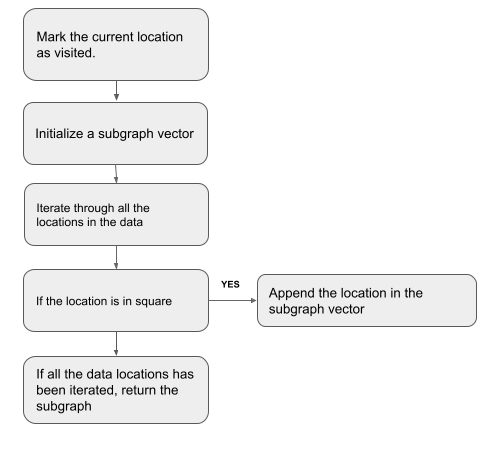 Mark the current location
as visited.
Initialize a subgraph vector
Iterate through all the
locations in the data
If the location is in square
YES
Append the location in the
subgraph vector
If all the data locations has
been iterated, return the
subgraph